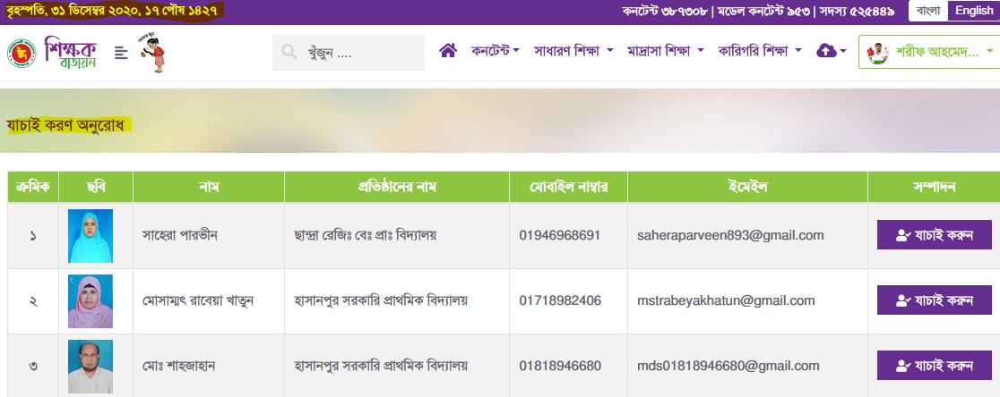 বৃহস্পতি, ৩১ ডিসেম্বর ২০২০, ১৭ পৌষ ১৪২৭ কনটেন্ট ৩৮৭৩০৮ | মডেল কনটেন্ট ৯৫৩ | সদস্য ৫২৫৪৪৯ বাংলা English
শিক্ষক বাতায়ন খুঁজুন .... কনটেন্ট সাধারণ শিক্ষা মাদ্রাসা শিক্ষা কারিগরি শিক্ষা শরীফ আহমেদ...
যাচাই করণ অনুরোধ
ক্রমিক ছবি নাম প্রতিষ্ঠানের নাম মোবাইল নাম্বার ইমেইল সম্পাদন
১ সাহেরা পারভীন ছান্দ্রা রেজিঃ বেঃ প্রাঃ বিদ্যালয় 01946968691 saheraparveen893@gmail.com যাচাই করুন
২ মোসাম্মৎ রাবেয়া খাতুন হাসানপুর সরকারি প্রাথমিক বিদ্যালয় 01718982406 mstrabeyakhatun@gmail.com যাচাই করুন
৩ মোঃ শাহজাহান হাসানপুর সরকারি প্রাথমিক বিদ্যালয় 01818946680 mds01818946680@gmail.com যাচাই করুন